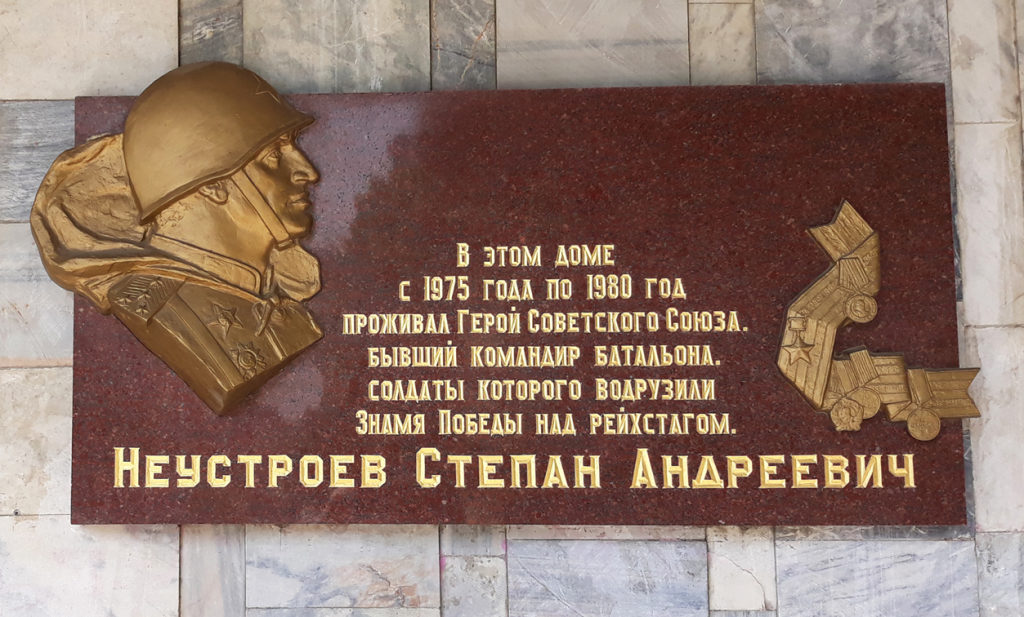 В этом доме
с 1975 года по 1980 год
проживал Герой Советского Союза.
бывший командир батальона.
солдаты которого водрузили
Знамя Победы над рейхстагом.
Неустроев Степан Андреевич